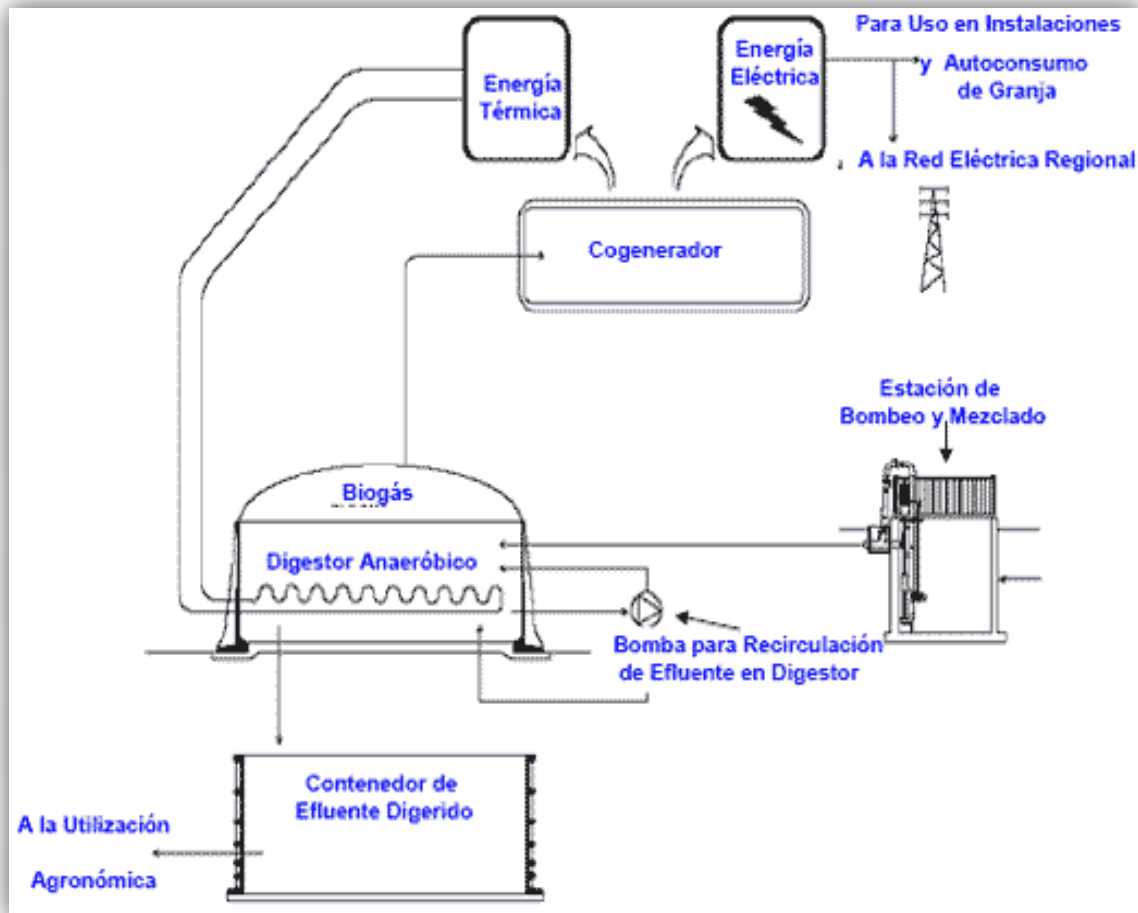 Para Uso en Instalaciones
y Autoconsumo
de Granja
Energía
Térmica
Energía
Eléctrica
A la Red Eléctrica Regional
Cogenerador
Estación de
Bombeo y Mezclado
Biogás
Digestor Anaeróbico
Bomba para Recirculación
de Efluente en Digestor
Contenedor de
Efluente Digerido
A la Utilización
Agronómica